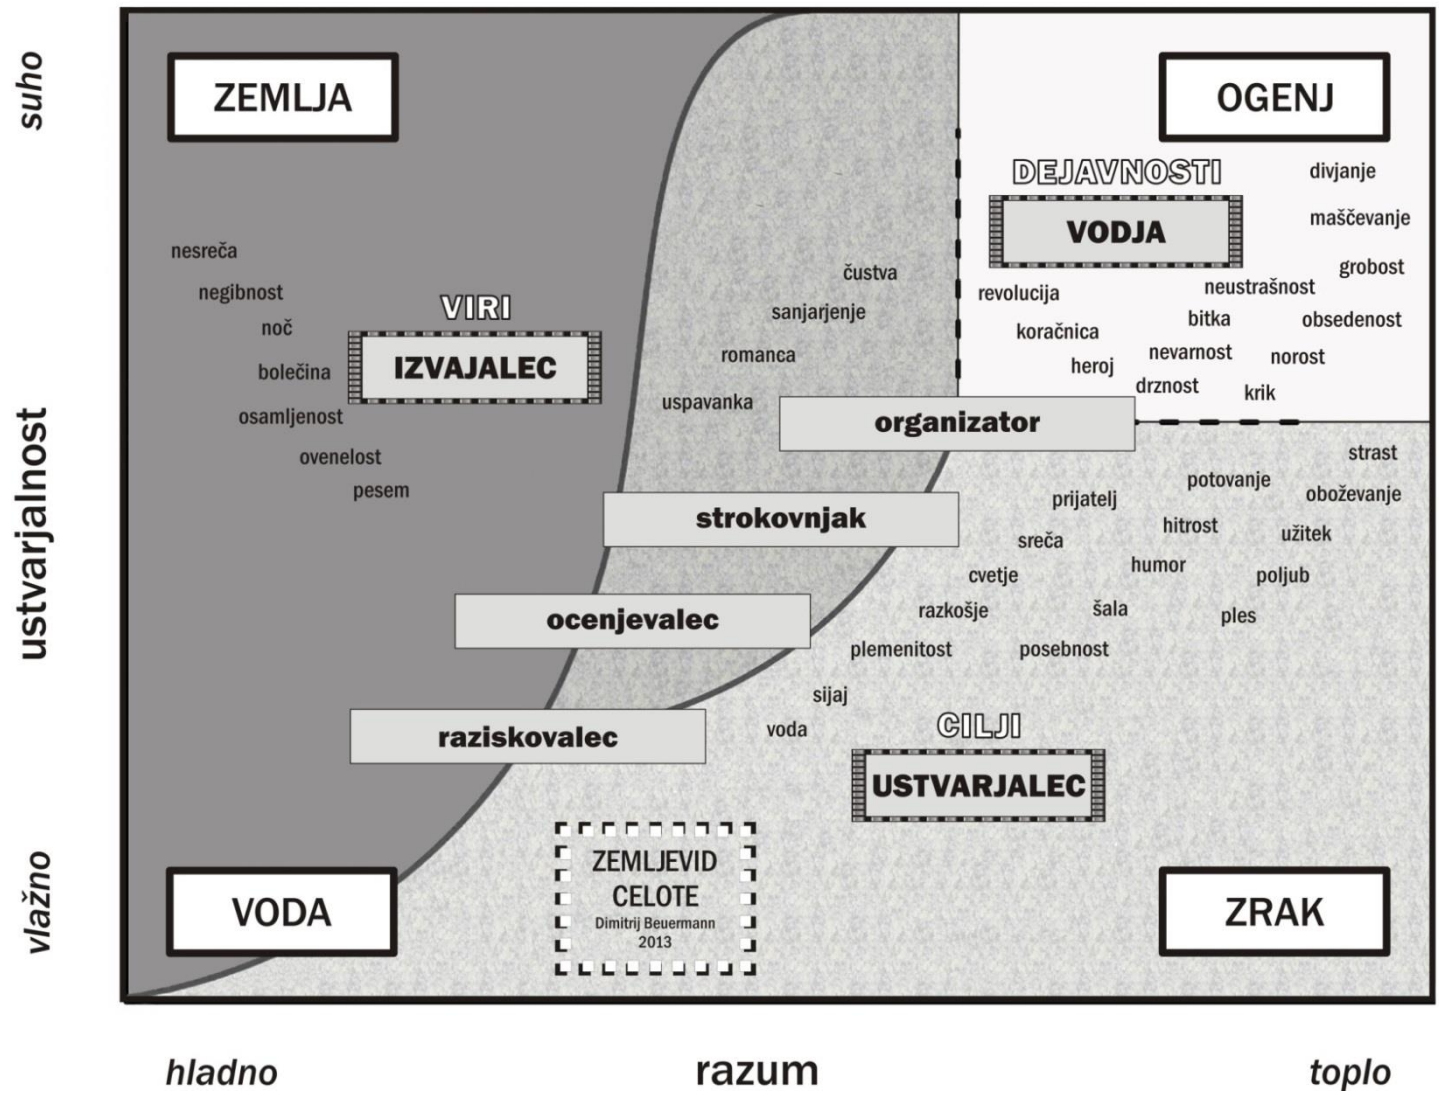 suho
ustvarjalnost
vlažno
ZEMLJA
OGENJ
DEJAVNOSTI
VODJA
divjanje
maščevanje
grobost
neustrašnost
revolucija
bitka
obsedenost
koračnica
nevarnost
norost
heroj
drznost
krik
nesreča
negibnost
noč
bolečina
osamljenost
ovenelost
pesem
VIRI
IZVAJALEC
čustva
sanjarjenje
romanca
uspavanka
organizator
strokovnjak
ocenjevalec
raziskovalec
strast
potovanje
oboževanje
prijatelj
hitrost
užitek
sreča
humor
cvetje
poljub
razkošje
šala
ples
plemenitost
posebnost
sijaj
voda
CILJI
USTVARJALEC
ZEMLJEVID
CELOTE
Dimitrij Beuermann
2013
VODA
ZRAK
hladno
razum
toplo